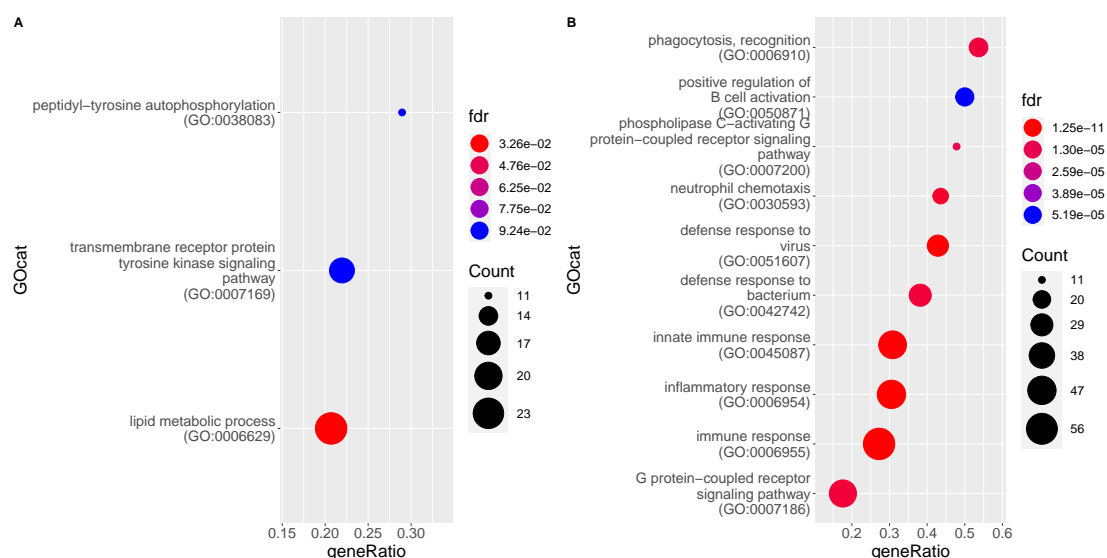 A
GOcat
peptidyl−tyrosine autophosphorylation
(GO:0038083)
transmembrane receptor protein
tyrosine kinase signaling
pathway
(GO:0007169)
lipid metabolic process
(GO:0006629)
0.15 0.20 0.25 0.30
geneRatio
fdr
3.26e−02
4.76e−02
6.25e−02
7.75e−02
9.24e−02
Count
11
14
17
20
23
B
GOcat
phagocytosis, recognition
(GO:0006910)
positive regulation of
B cell activation
(GO:0050871)
phospholipase C−activating G
protein−coupled receptor signaling
pathway
(GO:0007200)
neutrophil chemotaxis
(GO:0030593)
defense response to
virus
(GO:0051607)
defense response to
bacterium
(GO:0042742)
innate immune response
(GO:0045087)
inflammatory response
(GO:0006954)
immune response
(GO:0006955)
G protein−coupled receptor
signaling pathway
(GO:0007186)
0.2 0.3 0.4 0.5 0.6
geneRatio
fdr
1.25e−11
1.30e−05
2.59e−05
3.89e−05
5.19e−05
Count
11
20
29
38
47
56